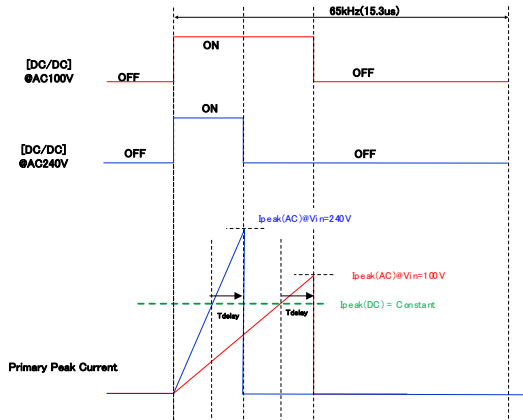 65kHz(15.3us)
ON
[DC/DC]
@AC100V
OFF
OFF
ON
[DC/DC]
@AC240V
OFF
OFF
Ipeak(AC)@Vin=240V
Ipeak(AC)@Vin=100V
Ipeak(DC) = Constant
Tdelay
Tdelay
Primary Peak Current